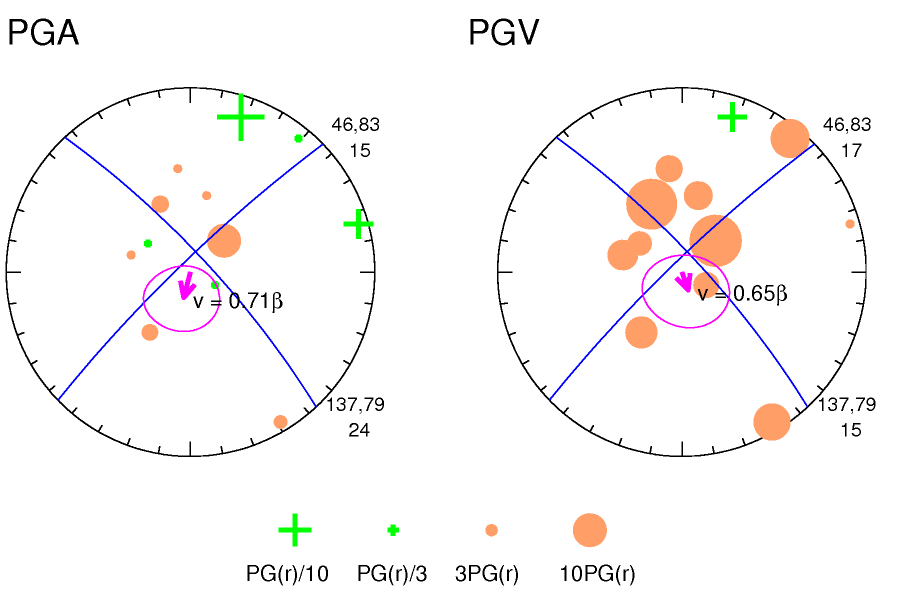 PGA
PGV
46,83
15
46,83
17
v = 0.71β
v = 0.65β
137,79
24
137,79
15
PG(r)/10
PG(r)/3
3PG(r)
10PG(r)